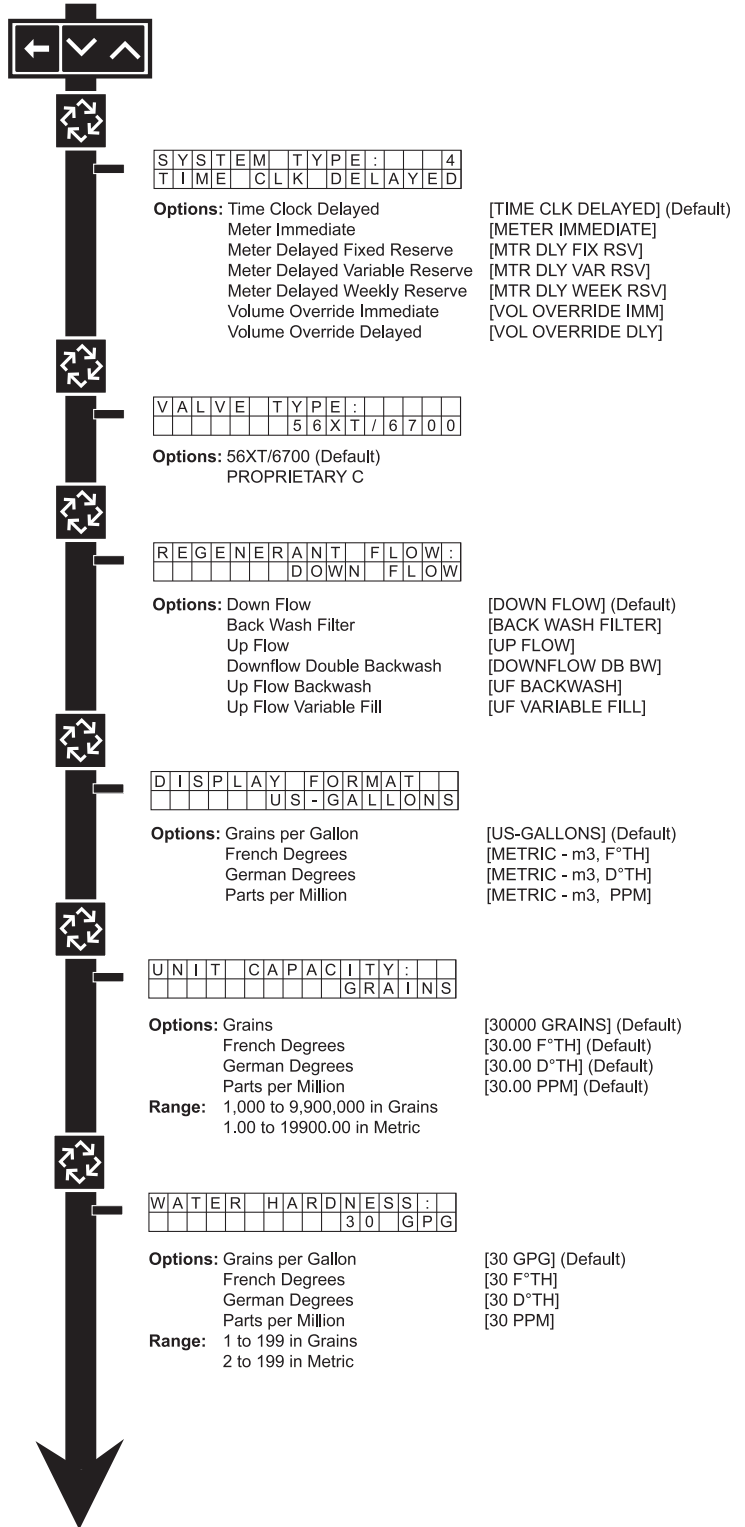 SYSTEM TYPE: 4
TIME CLK DELAYED
Options: Time Clock Delayed [TIME CLK DELAYED] (Default)
Meter Immediate [METER IMMEDIATE]
Meter Delayed Fixed Reserve [MTR DLY FIX RSV]
Meter Delayed Variable Reserve [MTR DLY VAR RSV]
Meter Delayed Weekly Reserve [MTR DLY WEEK RSV]
Volume Override Immediate [VOL OVERRIDE IMM]
Volume Override Delayed [VOL OVERRIDE DLY]
VALVE TYPE:
56XT/6700
Options: 56XT/6700 (Default)
PROPRIETARY C
REGENERANT FLOW:
DOWN FLOW
Options: Down Flow [DOWN FLOW] (Default)
Back Wash Filter [BACK WASH FILTER]
Up Flow [UP FLOW]
Downflow Double Backwash [DOWNFLOW DB BW]
Up Flow Backwash [UF BACKWASH]
Up Flow Variable Fill [UF VARIABLE FILL]
DISPLAY FORMAT
US-GALLONS
Options: Grains per Gallon [US-GALLONS] (Default)
French Degrees [METRIC - m3, F°TH]
German Degrees [METRIC - m3, D°TH]
Parts per Million [METRIC - m3, PPM]
UNIT CAPACITY:
GRAINS
Options: Grains [30000 GRAINS] (Default)
French Degrees [30.00 F°TH] (Default)
German Degrees [30.00 D°TH] (Default)
Parts per Million [30.00 PPM] (Default)
Range: 1,000 to 9,900,000 in Grains
1.00 to 19900.00 in Metric
WATER HARDNESS:
30 GPG
Options: Grains per Gallon [30 GPG] (Default)
French Degrees [30 F°TH]
German Degrees [30 D°TH]
Parts per Million [30 PPM]
Range: 1 to 199 in Grains
2 to 199 in Metric